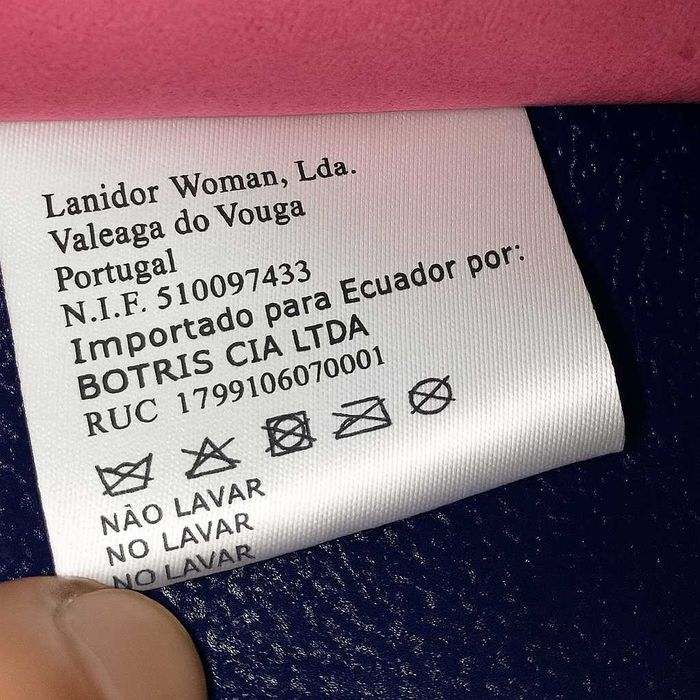 Lanidor Woman, Lda.
Valeaga do Vouga
Portugal
N.I.F. 510097433
Importado para Ecuador por:
BOTRIS CIA LTDA
RUC 1799106070001
NÃO LAVAR
NO LAVAR
NO LAVAR